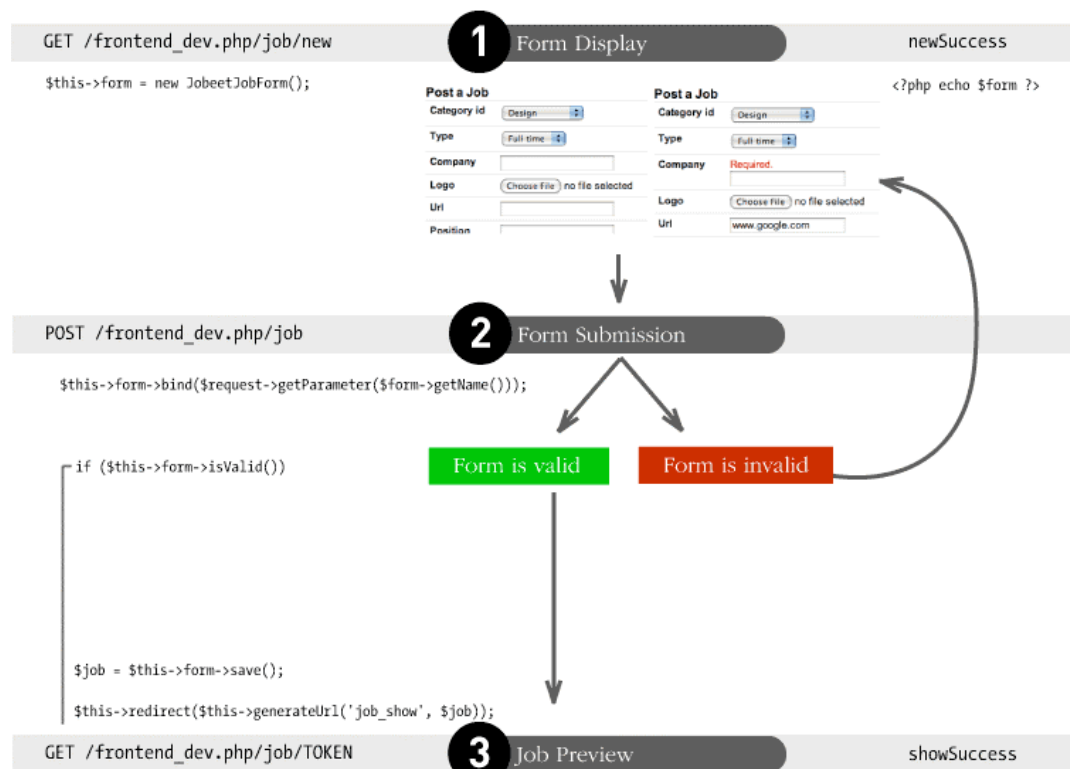 GET /frontend_dev.php/job/new
1 Form Display
newSuccess
$this->form = new JobeetJobForm();
<?php echo $form ?>
Post a Job
Category id Design
Type Full time
Company
Logo Choose File no file selected
Url
Position
Post a Job
Category id Design
Type Full time
Company Required.
Logo Choose File no file selected
Url www.google.com
POST /frontend_dev.php/job
2 Form Submission
$this->form->bind($request->getParameter($form->getName()));
if ($this->form->isValid())
Form is valid
Form is invalid
$job = $this->form->save();
$this->redirect($this->generateUrl('job_show', $job));
GET /frontend_dev.php/job/TOKEN
3 Job Preview
showSuccess